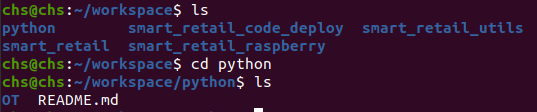 chs@chs:~/workspace$ ls
python smart_retail_code_deploy smart_retail_utils
smart_retail smart_retail_raspberry
chs@chs:~/workspace$ cd python
chs@chs:~/workspace/python$ ls
OT README.md